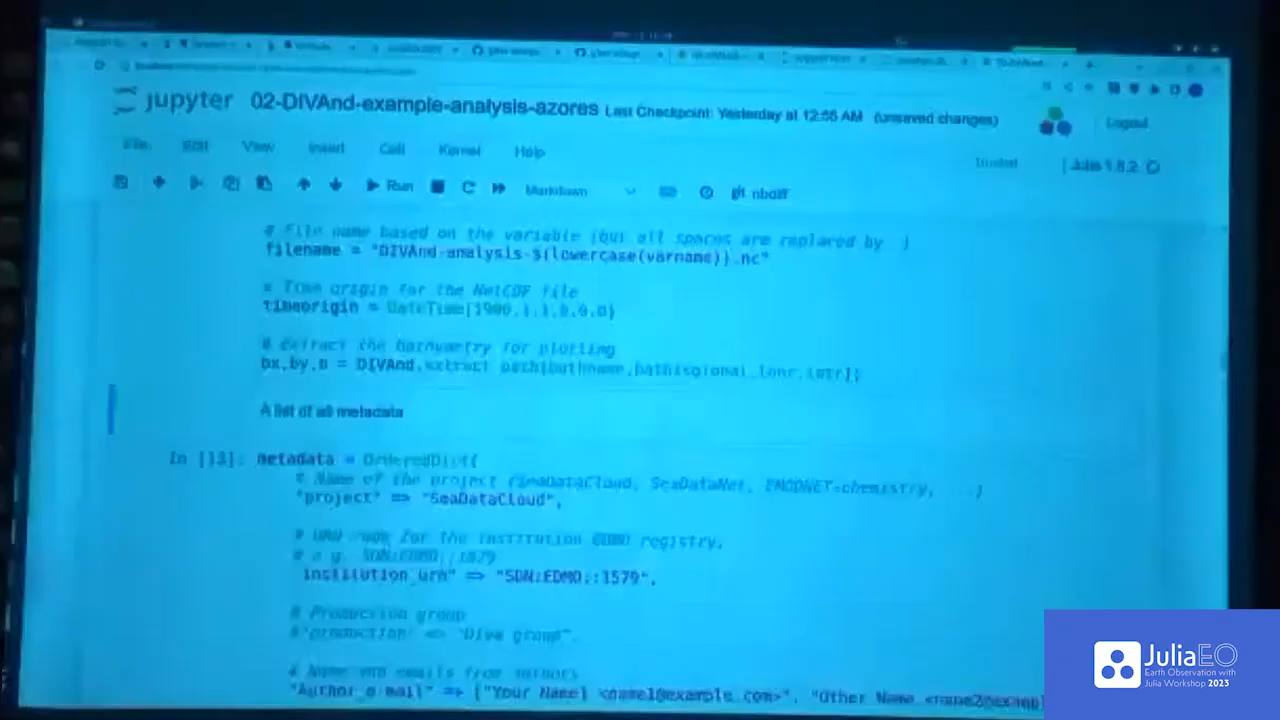 jupyter 02-DIVAnd-example-analysis-azores Last Checkpoint: Yesterday at 12:56 AM (unsaved changes)
Logout
File Edit View Insert Cell Kernel Help
Trusted | Julia 1.8.2
Run Markdown nbdiff
# File name based on the variable (but all spaces are replaced by _)
filename = "DIVAnd-analysis-$(lowercase(varname)).nc"
# Time origin for the NetCDF file
timeorigin = DateTime(1900,1,1,0,0,0)
# extract the bathymetry for plotting
bx,by,b = DIVAnd.extract_bath(bathname,bathisglobal,lonr,latr);
A list of all metadata
In [13]: metadata = OrderedDict(
# Name of the project (SeaDataCloud, SeaDataNet, EMODNET-chemistry, ...)
"project" => "SeaDataCloud",
# URN code for the institution EDMO registry,
# e.g. SDN:EDMO::1579
"institution_urn" => "SDN:EDMO::1579",
# Production group
#"production" => "Diva group",
# Name and emails from authors
"Author_e-mail" => ["Your Name1 <name1@example.com>", "Other Name <name2@exampl
JuliaEO
Earth Observation with
Julia Workshop 2023